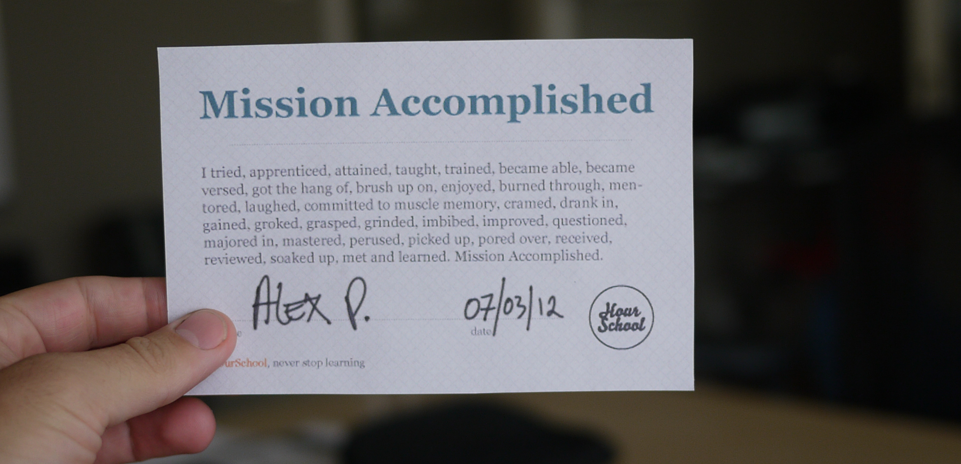 Mission Accomplished
I tried, apprenticed, attained, taught, trained, became able, became
versed, got the hang of, brush up on, enjoyed, burned through, men-
tored, laughed, committed to muscle memory, cramed, drank in,
gained, groked, grasped, grinded, imbibed, improved, questioned,
majored in, mastered, perused, picked up, pored over, received,
reviewed, soaked up, met and learned. Mission Accomplished.
ALEX P.
07/03/12
date
Hour
School
urSchool, never stop learning